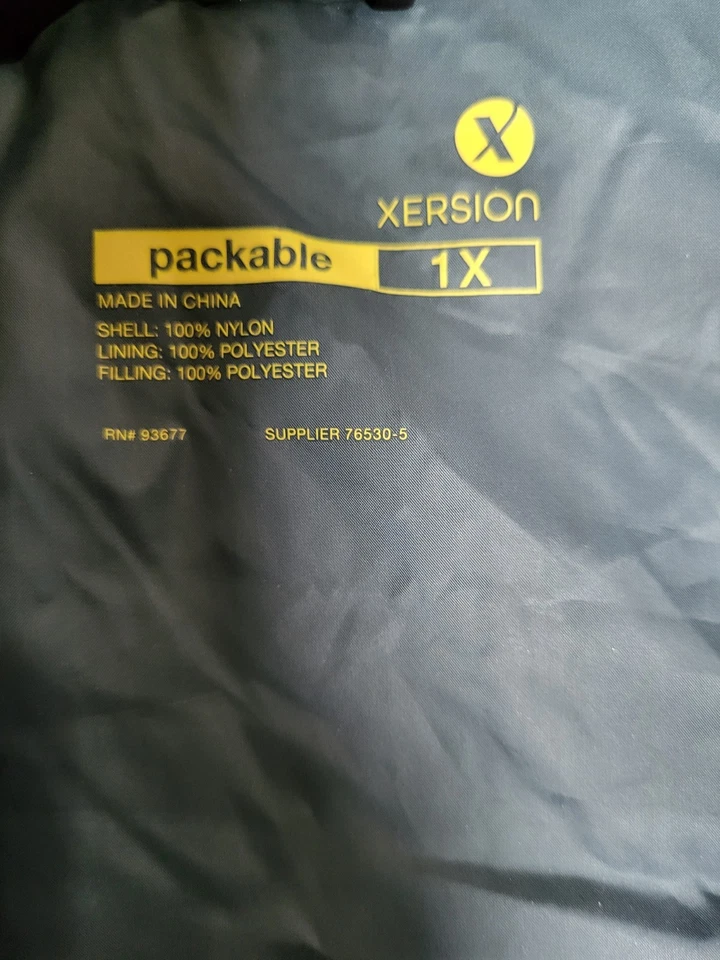 X
XERSION
packable 1X
MADE IN CHINA
SHELL: 100% NYLON
LINING: 100% POLYESTER
FILLING: 100% POLYESTER
RN# 93677 SUPPLIER 76530-5